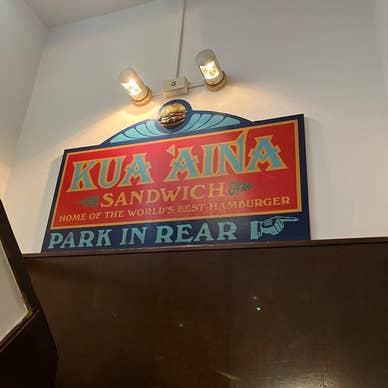 KUA 'AINA
SANDWICH
HOME OF THE WORLD'S BEST HAMBURGER
PARK IN REAR